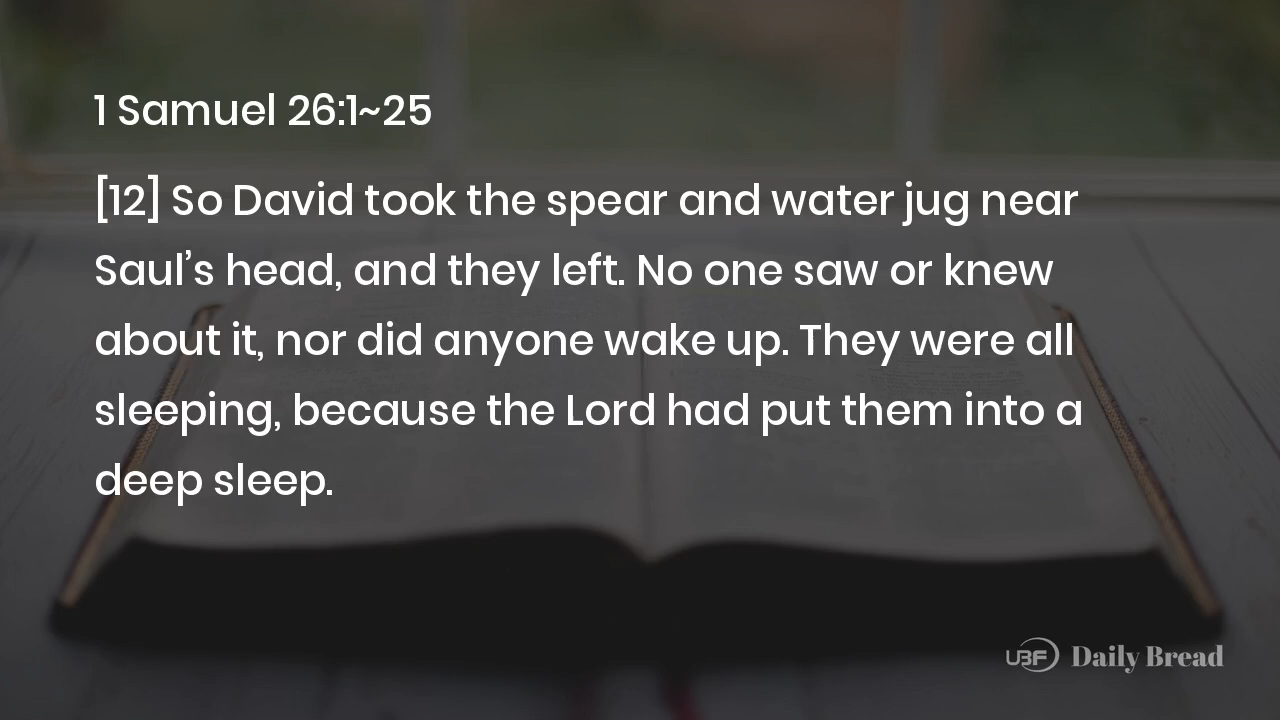 1 Samuel 26:1~25
[12] So David took the spear and water jug near
Saul’s head, and they left. No one saw or knew
about it, nor did anyone wake up. They were all
sleeping, because the Lord had put them into a
deep sleep.
UBF Daily Bread